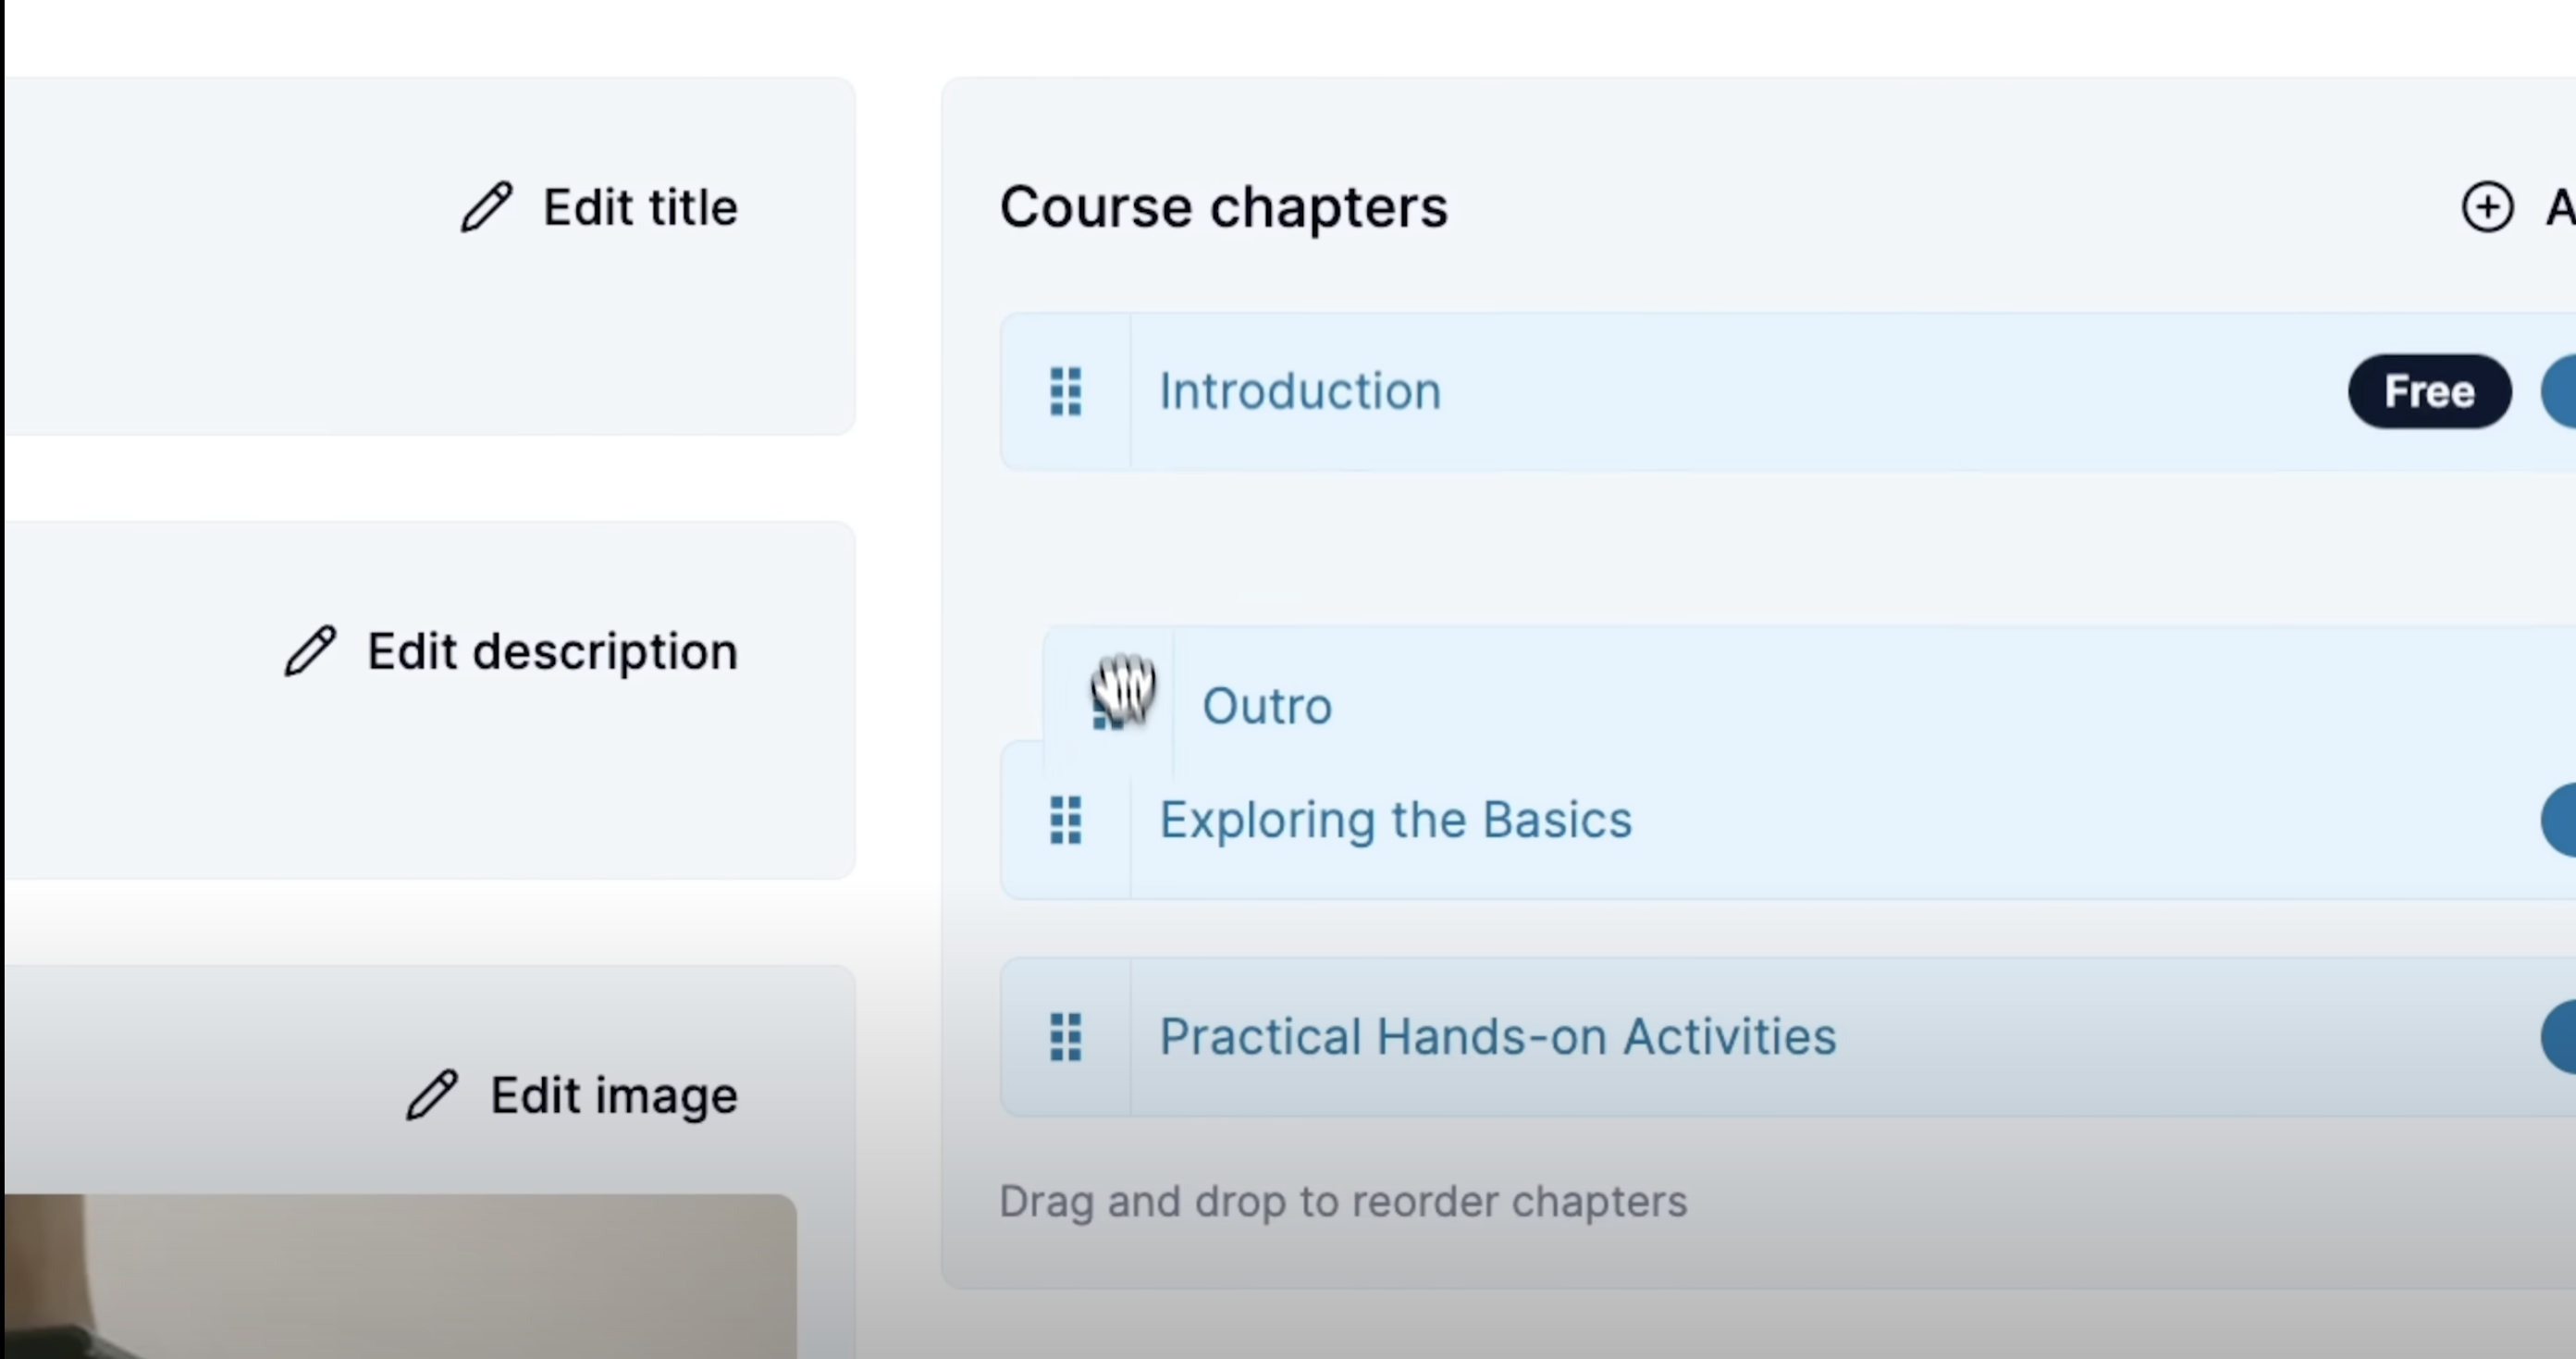 Edit title
Edit description
Edit image
Course chapters
Introduction
Free
Outro
Exploring the Basics
Practical Hands-on Activities
Drag and drop to reorder chapters